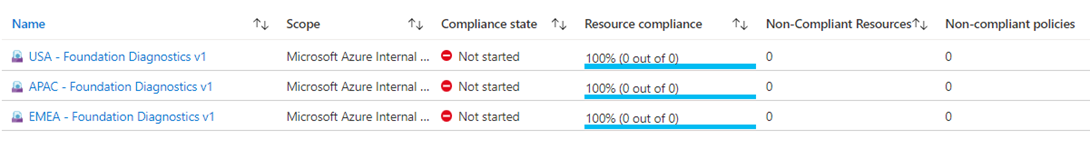 Name Scope Compliance state Resource compliance Non-Compliant Resources Non-compliant policies
USA - Foundation Diagnostics v1 Microsoft Azure Internal ... Not started 100% (0 out of 0) 0 0
APAC - Foundation Diagnostics v1 Microsoft Azure Internal ... Not started 100% (0 out of 0) 0 0
EMEA - Foundation Diagnostics v1 Microsoft Azure Internal ... Not started 100% (0 out of 0) 0 0